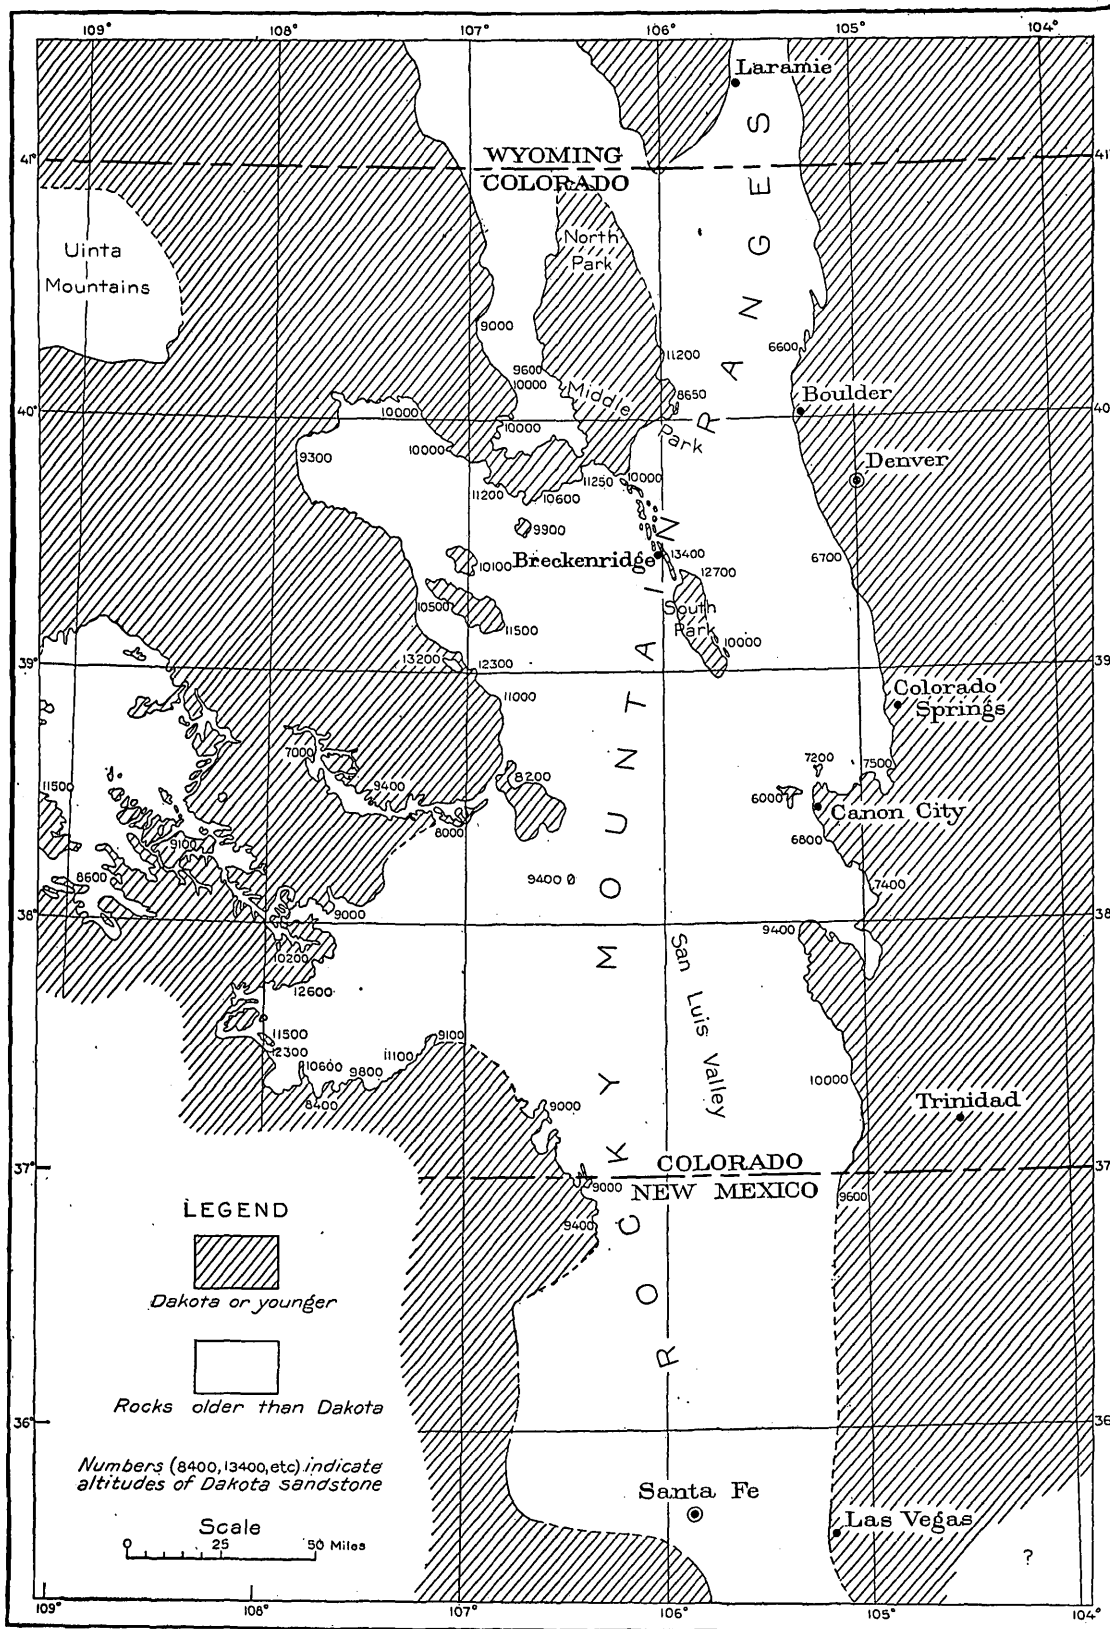 109° 108° 107° 106° 105° 104°
Laramie
41° 41°
WYOMING
COLORADO
North
Park
Uinta
Mountains
9000
11200
6600
9600
10000
Middle
Park
8650
40° 40°
10000
Boulder
10000
10000
Denver
9300
11200
10600
11250
10000
9900
Breckenridge
13400
6700
10100
12700
10500
11500
South
Park
10000
39° 39
13200
12300
11000
Colorado
Springs
7000
9400
8200
7200
7500
6000
Canon City
11500
8000
6800
9100
8600
9400
7400
38° 38
9000
9400
10200
12600
San Luis Valley
11500
12300
10600
9800
11100
9100
8400
10000
9000
Trinidad
37° 37
COLORADO
NEW MEXICO
9000
9600
9400
ROCKY MOUNTAIN RANGES
LEGEND
Dakota or younger
Rocks older than Dakota
36° 36
Numbers (8400, 13400, etc) indicate
altitudes of Dakota sandstone
Santa Fe
Las Vegas
Scale
0 25 50 Miles
?
109° 108° 107° 106° 105° 104°